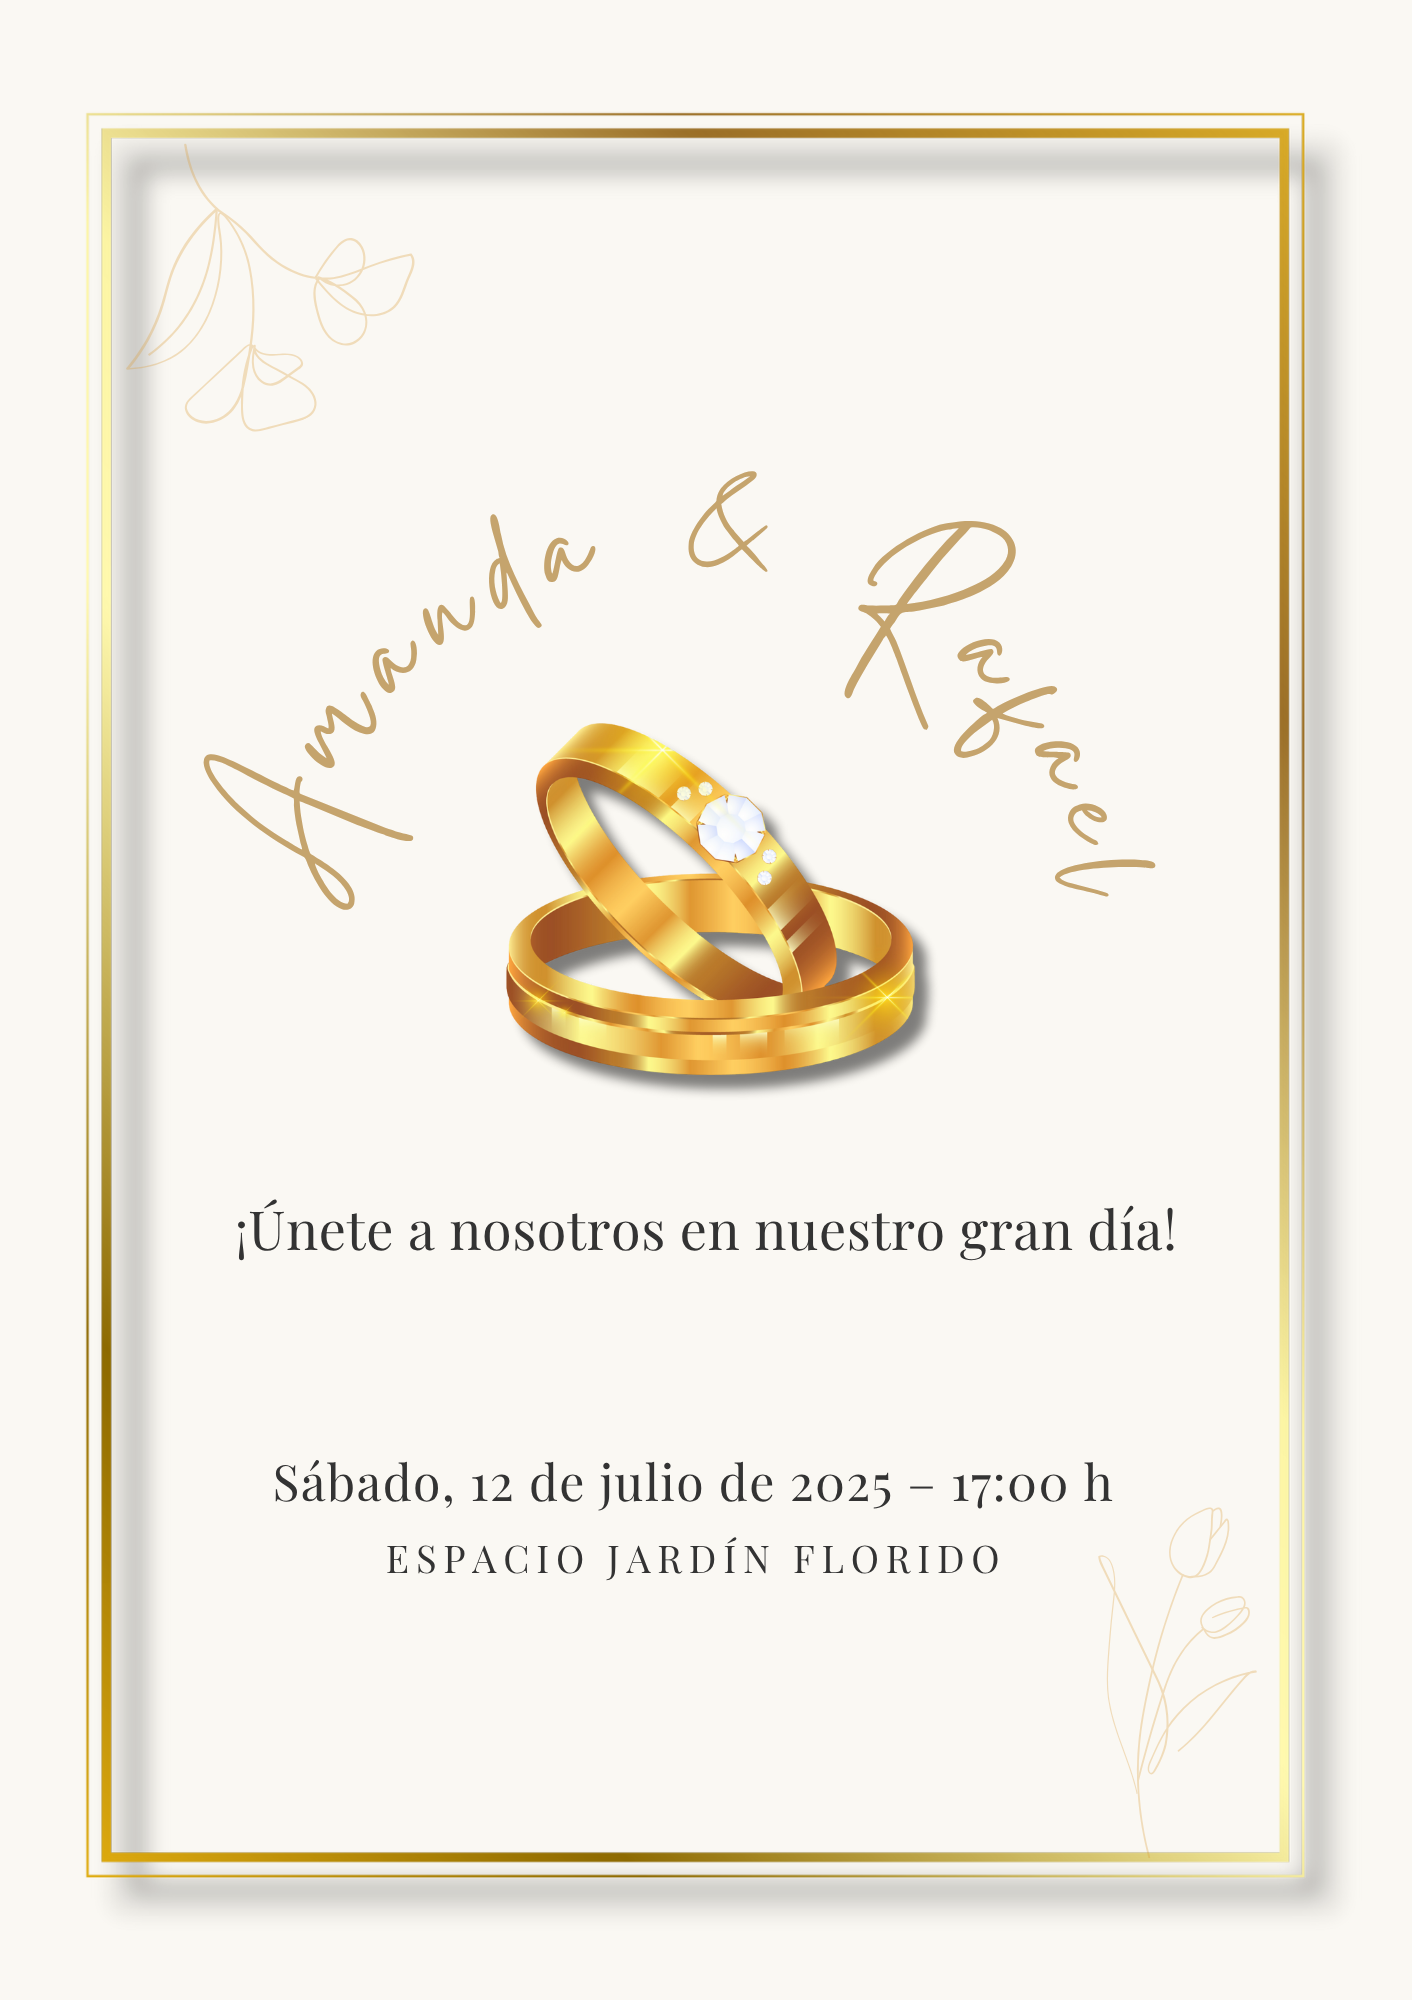 Amanda & Rafael
¡Únete a nosotros en nuestro gran día!
Sábado, 12 de julio de 2025 – 17:00 h
ESPACIO JARDÍN FLORIDO